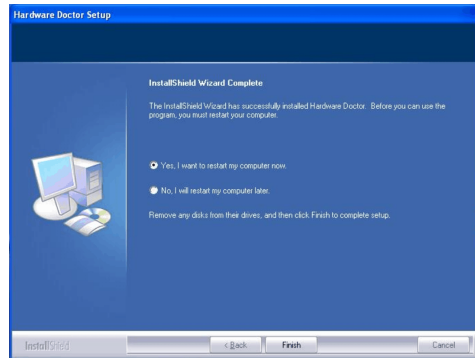 Hardware Doctor Setup
InstallShield Wizard Complete
The InstallShield Wizard has successfully installed Hardware Doctor. Before you can use the
program, you must restart your computer.
Yes, I want to restart my computer now.
No, I will restart my computer later.
Remove any disks from their drives, and then click Finish to complete setup.
InstallShield
< Back
Finish
Cancel